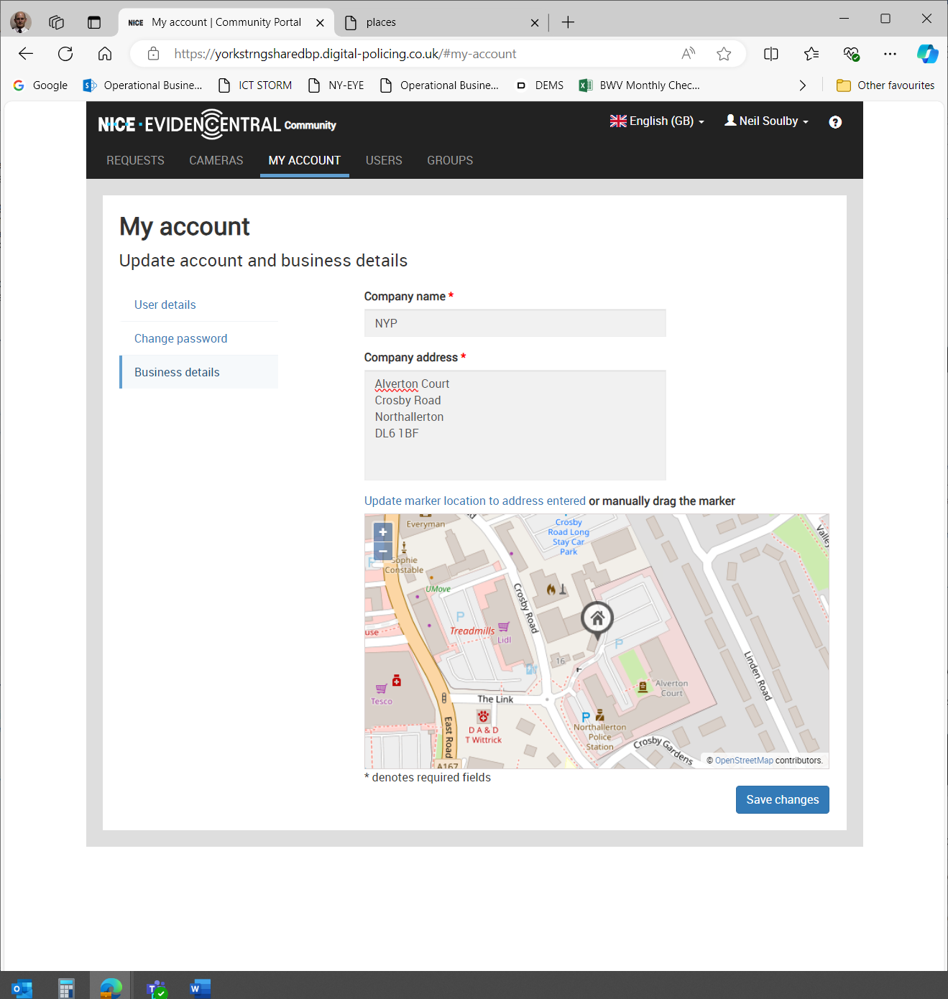 NICE My account | Community Portal
places
https://yorkstrngsharedbp.digital-policing.co.uk/#my-account
Google
Operational Busine...
ICT STORM
NY-EYE
Operational Busine...
DEMS
BWV Monthly Chec...
Other favourites
NICE · EVIDENCENTRAL Community
English (GB)
Neil Soulby
REQUESTS
CAMERAS
MY ACCOUNT
USERS
GROUPS
My account
Update account and business details
User details
Change password
Business details
Company name *
NYP
Company address *
Alverton Court
Crosby Road
Northallerton
DL6 1BF
Update marker location to address entered or manually drag the marker
Everyman
Crosby
Road Long
Stay Car
Park
Valley
Sophie
Constable
UMove
Crosby Road
P
Treadmills
Lidl
use
P
16
Linden Road
Alverton
Court
Tesco
The Link
D A & D
T Wittrick
East Road
P
Northallerton
Police
Station
Crosby Gardens
A167
© OpenStreetMap contributors.
* denotes required fields
Save changes